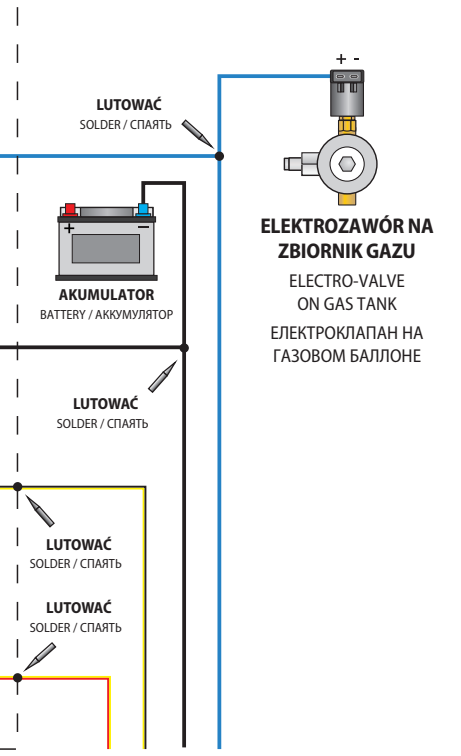 LUTOWAĆ
SOLDER / СПАЯТЬ
+ -
ELEKTROZAWÓR NA
ZBIORNIK GAZU
ELECTRO-VALVE
ON GAS TANK
ЕЛЕКТРОКЛАПАН НА
ГАЗОВОМ БАЛЛОНЕ
+ −
AKUMULATOR
BATTERY / АККУМУЛЯТОР
LUTOWAĆ
SOLDER / СПАЯТЬ
LUTOWAĆ
SOLDER / СПАЯТЬ
LUTOWAĆ
SOLDER / СПАЯТЬ